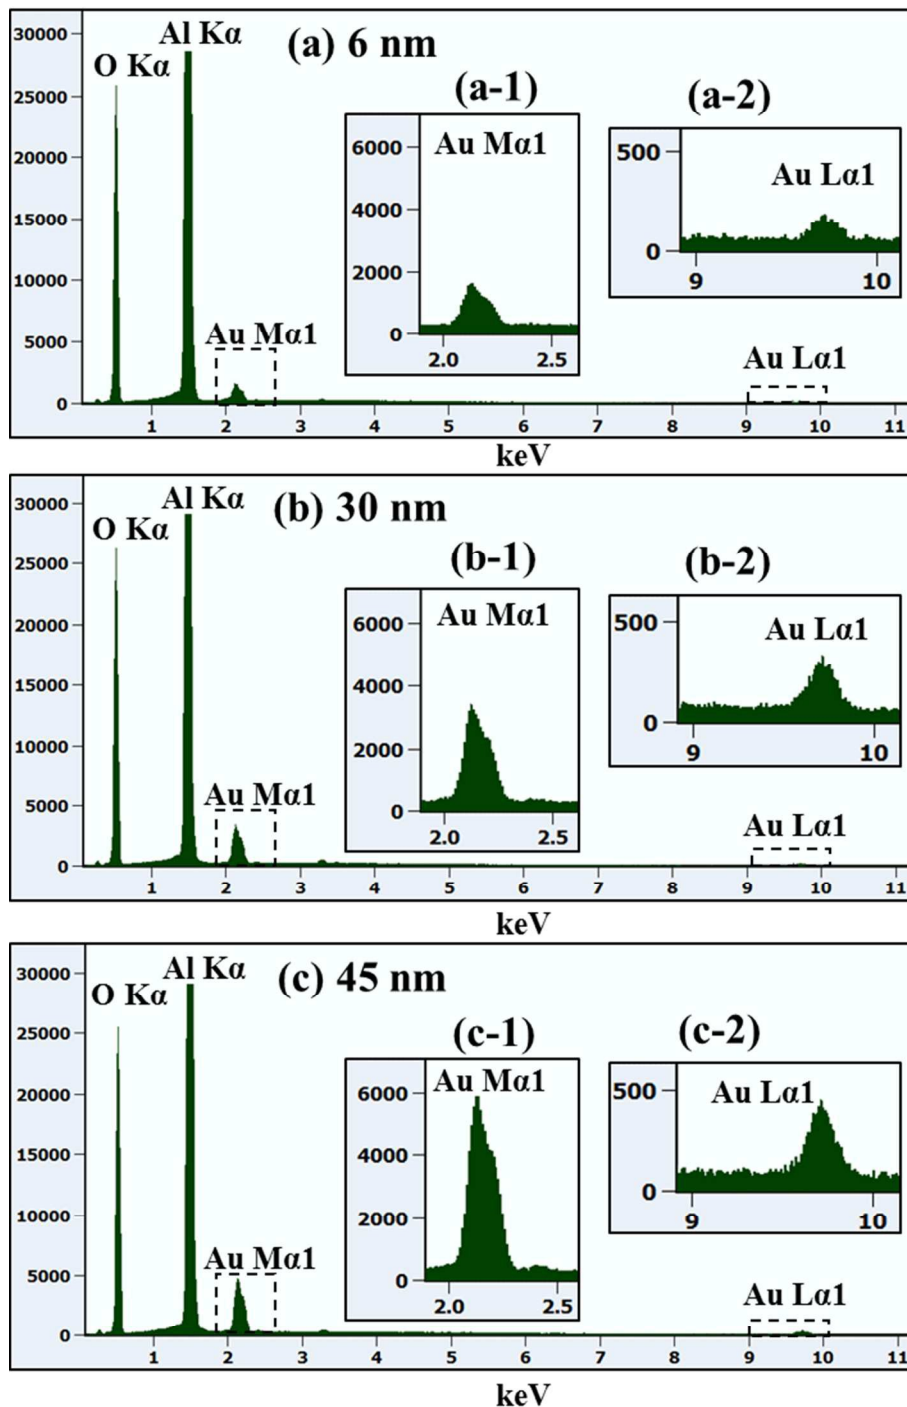 (a) 6 nm
O Kα
Al Kα
30000
25000
20000
15000
10000
5000
0
Au Mα1
Au Lα1
(a-1)
Au Mα1
6000
4000
2000
0
2.0 2.5
(a-2)
Au Lα1
500
0
9 10
1 2 3 4 5 6 7 8 9 10 11
keV
(b) 30 nm
O Kα
Al Kα
30000
25000
20000
15000
10000
5000
0
Au Mα1
Au Lα1
(b-1)
Au Mα1
6000
4000
2000
0
2.0 2.5
(b-2)
Au Lα1
500
0
9 10
1 2 3 4 5 6 7 8 9 10 11
keV
(c) 45 nm
O Kα
Al Kα
30000
25000
20000
15000
10000
5000
0
Au Mα1
Au Lα1
(c-1)
Au Mα1
6000
4000
2000
0
2.0 2.5
(c-2)
Au Lα1
500
0
9 10
1 2 3 4 5 6 7 8 9 10 11
keV